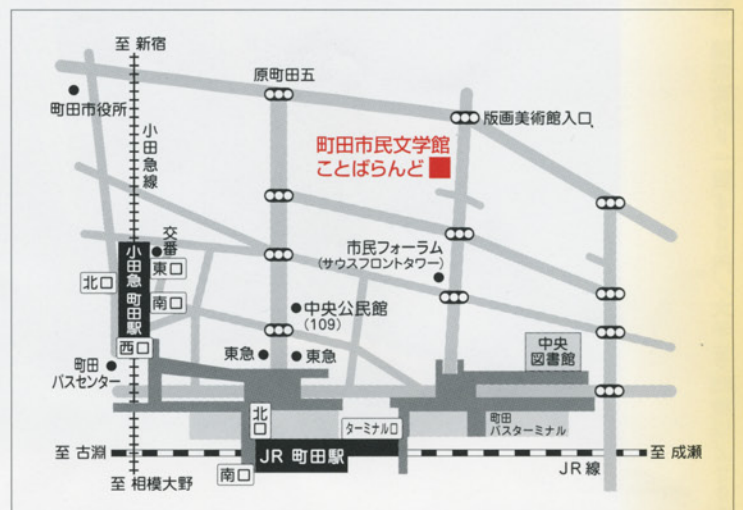 至 新宿
原町田五
町田市役所
版画美術館入口
小田急線
町田市民文学館
ことばらんど
交番
小田急 町田駅
東口
北口
南口
西口
市民フォーラム
(サウスフロントタワー)
中央公民館
(109)
東急
東急
中央
図書館
町田
バスセンター
北口
ターミナル口
町田
バスターミナル
至 古淵
JR 町田駅
至 成瀬
JR線
南口
至 相模大野